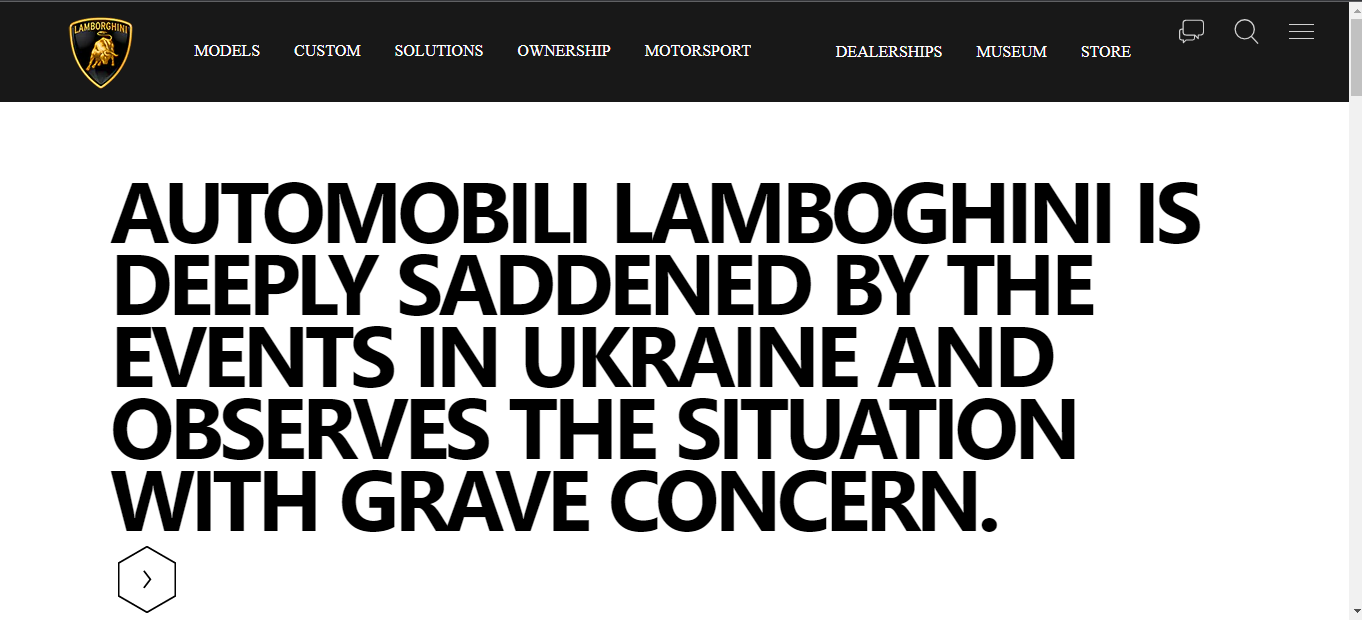 LAMBORGHINI
MODELS CUSTOM SOLUTIONS OWNERSHIP MOTORSPORT DEALERSHIPS MUSEUM STORE
AUTOMOBILI LAMBOGHINI IS
DEEPLY SADDENED BY THE
EVENTS IN UKRAINE AND
OBSERVES THE SITUATION
WITH GRAVE CONCERN.